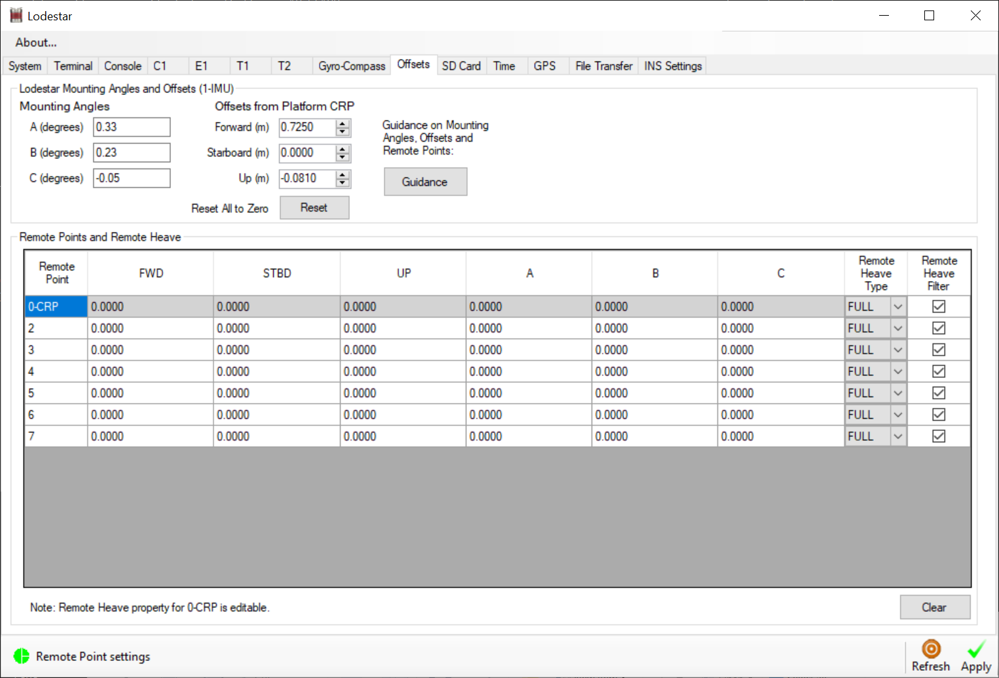 Lodestar
About...
System Terminal Console C1 E1 T1 T2 Gyro-Compass Offsets SD Card Time GPS File Transfer INS Settings
Lodestar Mounting Angles and Offsets (1-IMU)
Mounting Angles Offsets from Platform CRP
A (degrees) 0.33 Forward (m) 0.7250 Guidance on Mounting
Angles, Offsets and
B (degrees) 0.23 Starboard (m) 0.0000 Remote Points:
C (degrees) -0.05 Up (m) -0.0810 Guidance
Reset All to Zero Reset
Remote Points and Remote Heave
Remote Point FWD STBD UP A B C Remote Heave Type Remote Heave Filter
0-CRP 0.0000 0.0000 0.0000 0.0000 0.0000 0.0000 FULL
2 0.0000 0.0000 0.0000 0.0000 0.0000 0.0000 FULL
3 0.0000 0.0000 0.0000 0.0000 0.0000 0.0000 FULL
4 0.0000 0.0000 0.0000 0.0000 0.0000 0.0000 FULL
5 0.0000 0.0000 0.0000 0.0000 0.0000 0.0000 FULL
6 0.0000 0.0000 0.0000 0.0000 0.0000 0.0000 FULL
7 0.0000 0.0000 0.0000 0.0000 0.0000 0.0000 FULL
Note: Remote Heave property for 0-CRP is editable. Clear
Remote Point settings Refresh Apply